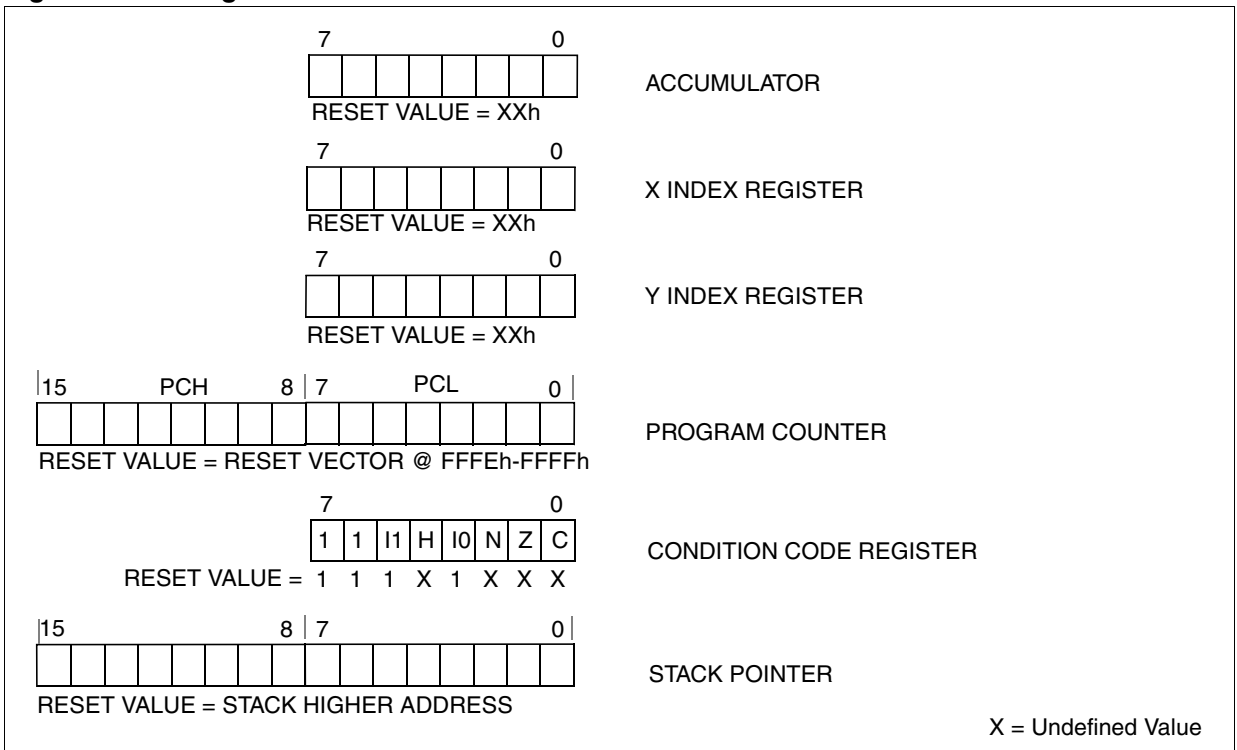 7 0
ACCUMULATOR
RESET VALUE = XXh
7 0
X INDEX REGISTER
RESET VALUE = XXh
7 0
Y INDEX REGISTER
RESET VALUE = XXh
15 PCH 8 7 PCL 0
PROGRAM COUNTER
RESET VALUE = RESET VECTOR @ FFFEh-FFFFh
7 0
1 1 I1 H I0 N Z C
CONDITION CODE REGISTER
RESET VALUE = 1 1 1 X 1 X X X
15 8 7 0
STACK POINTER
RESET VALUE = STACK HIGHER ADDRESS
X = Undefined Value